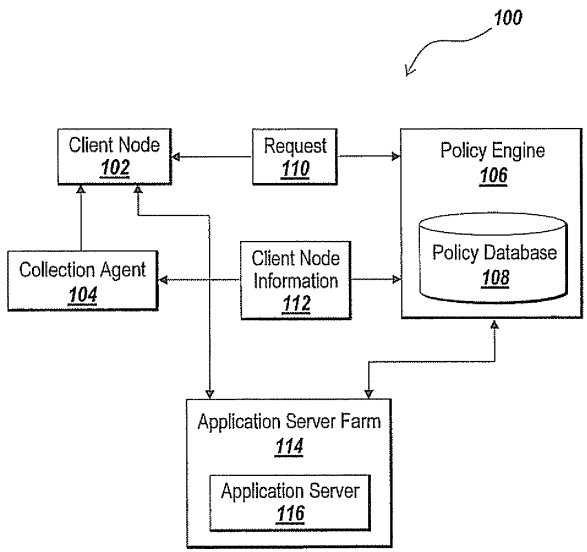 100
Client Node
102
Request
110
Policy Engine
106
Policy Database
108
Collection Agent
104
Client Node
Information
112
Application Server Farm
114
Application Server
116